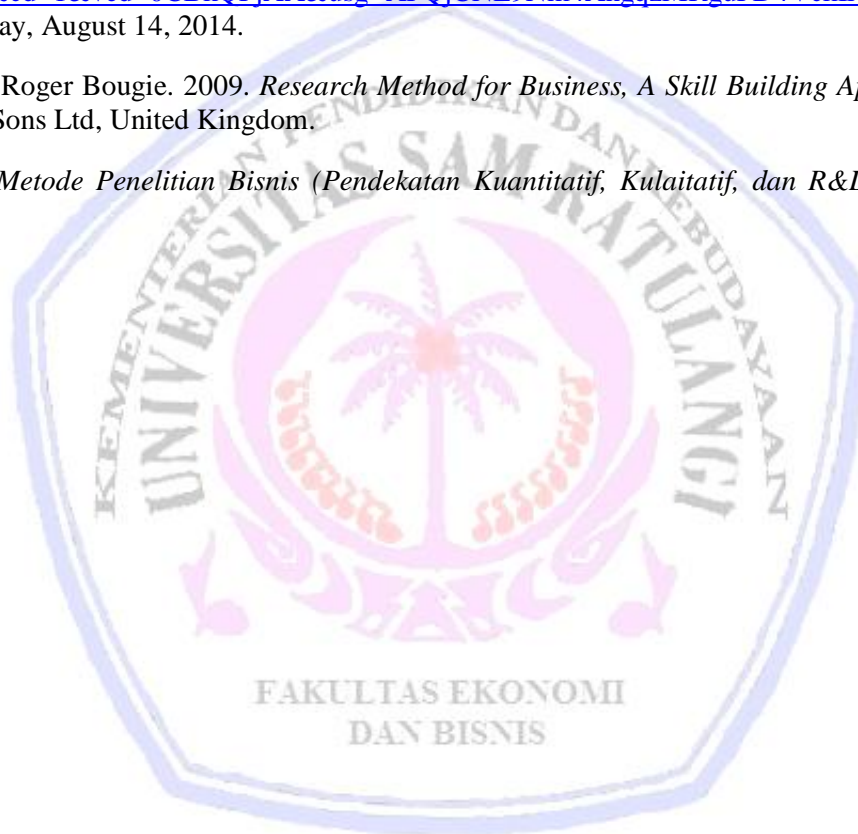 ay, August 14, 2014.
Roger Bougie. 2009. Research Method for Business, A Skill Building Ap
Sons Ltd, United Kingdom.
Metode Penelitian Bisnis (Pendekatan Kuantitatif, Kulaitatif, dan R&D
KEMENTERIAN PENDIDIKAN DAN KEBUDAYAAN
UNIVERSITAS SAM RATULANGI
FAKULTAS EKONOMI
DAN BISNIS